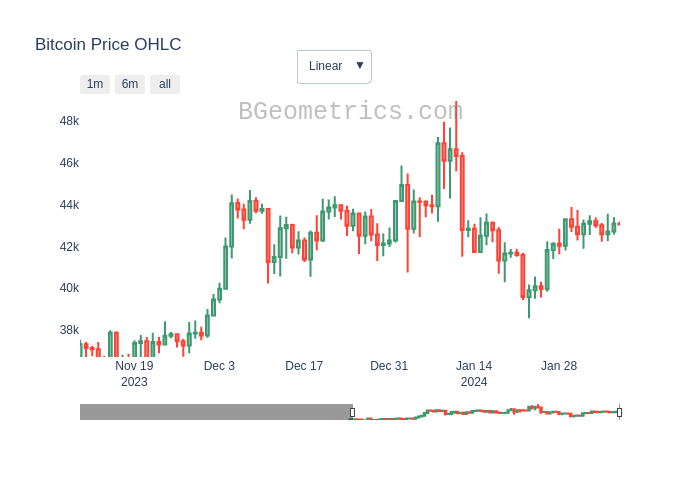 Bitcoin Price OHLC
Linear ▼
1m 6m all
BGeometrics.com
48k
46k
44k
42k
40k
38k
Nov 19 Dec 3 Dec 17 Dec 31 Jan 14 Jan 28
2023 2024